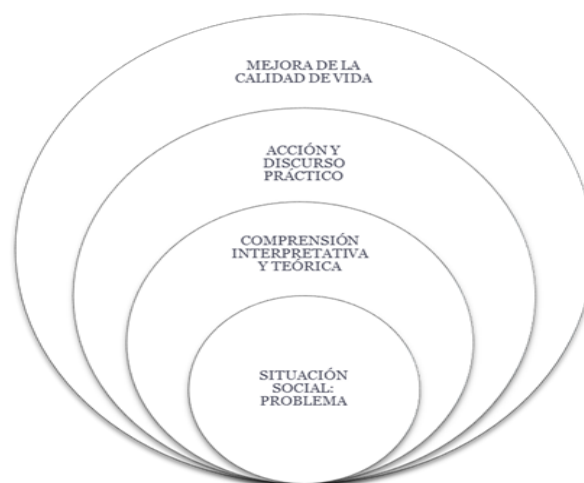 MEJORA DE LA
CALIDAD DE VIDA
ACCIÓN Y
DISCURSO
PRÁCTICO
COMPRENSIÓN
INTERPRETATIVA
Y TEÓRICA
SITUACIÓN
SOCIAL:
PROBLEMA